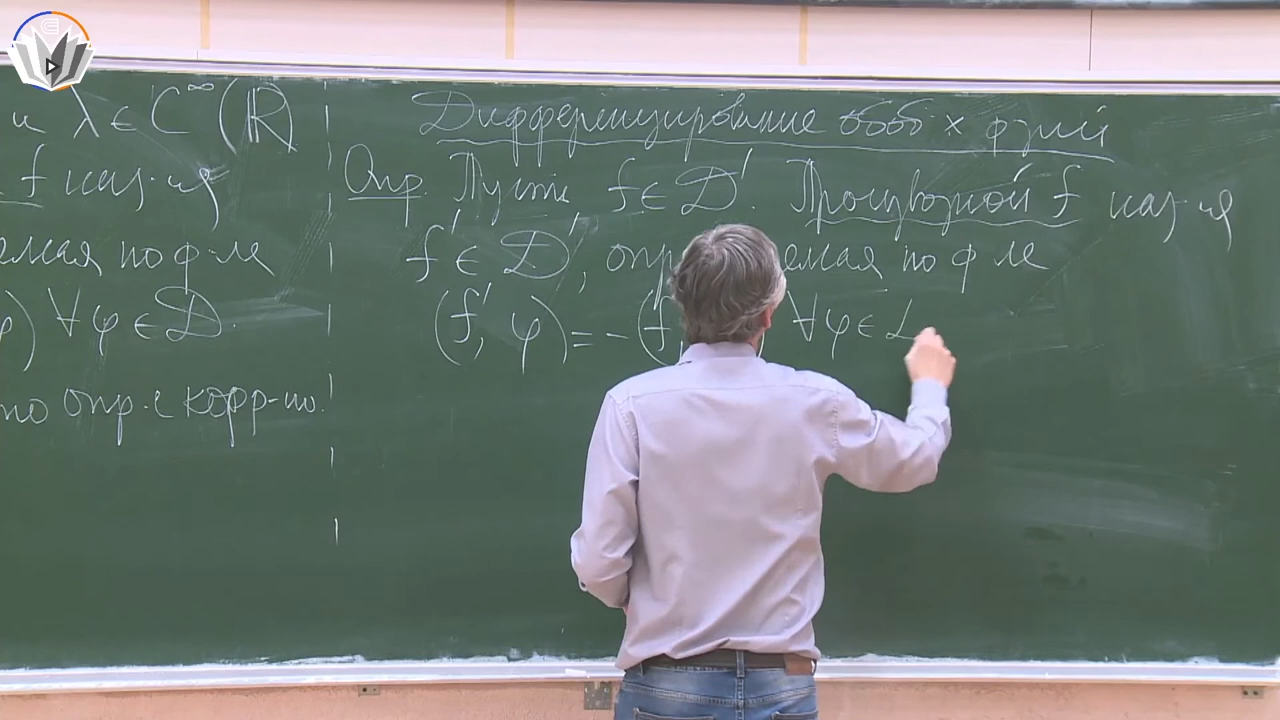 и λ ∈ C^∞(ℝ)
f наз-ся
емая по ф-ле
φ) ∀ φ ∈ D.
то опр-е корр-но.
Дифференцирование обоб-х ф-ций
Опр. Пусть f ∈ D'. Производной f наз-ся
f' ∈ D', опр емая по ф-ле
(f', φ) = -(f, ∀ φ ∈